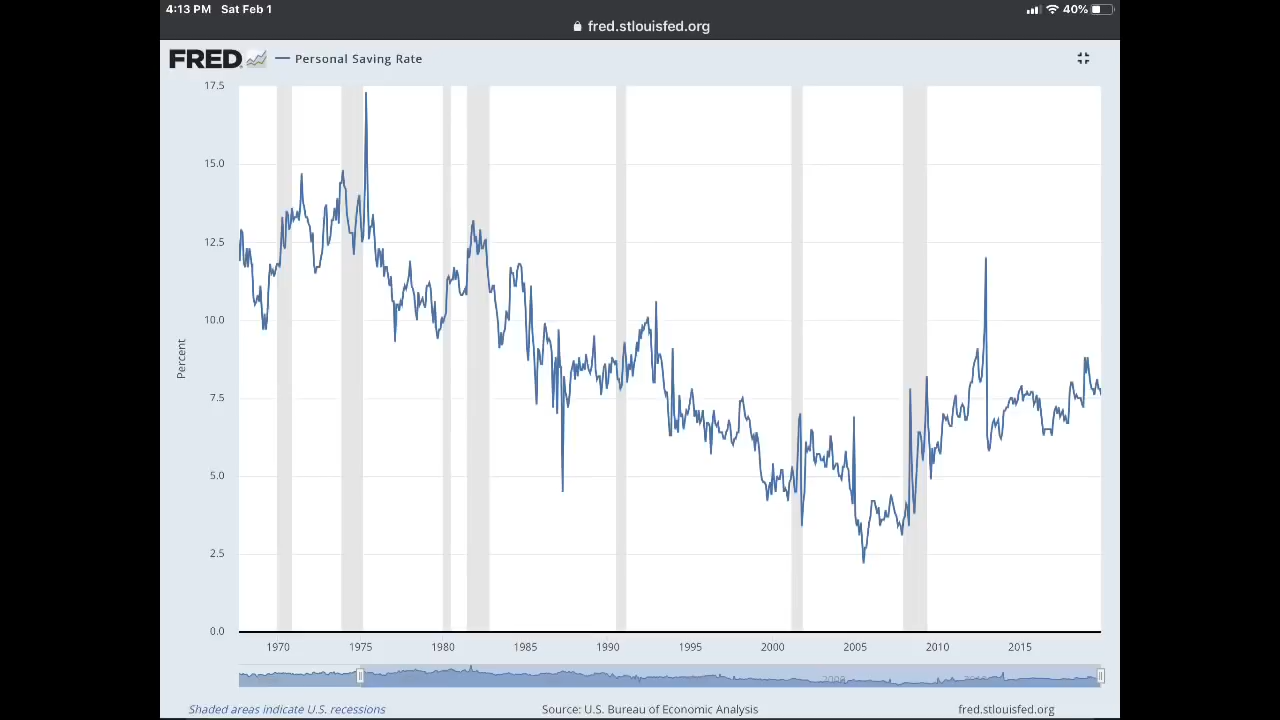 4:13 PM Sat Feb 1
40%
fred.stlouisfed.org
FRED Personal Saving Rate
17.5
15.0
12.5
10.0
7.5
5.0
2.5
0.0
Percent
1970 1975 1980 1985 1990 1995 2000 2005 2010 2015
Shaded areas indicate U.S. recessions
Source: U.S. Bureau of Economic Analysis
fred.stlouisfed.org